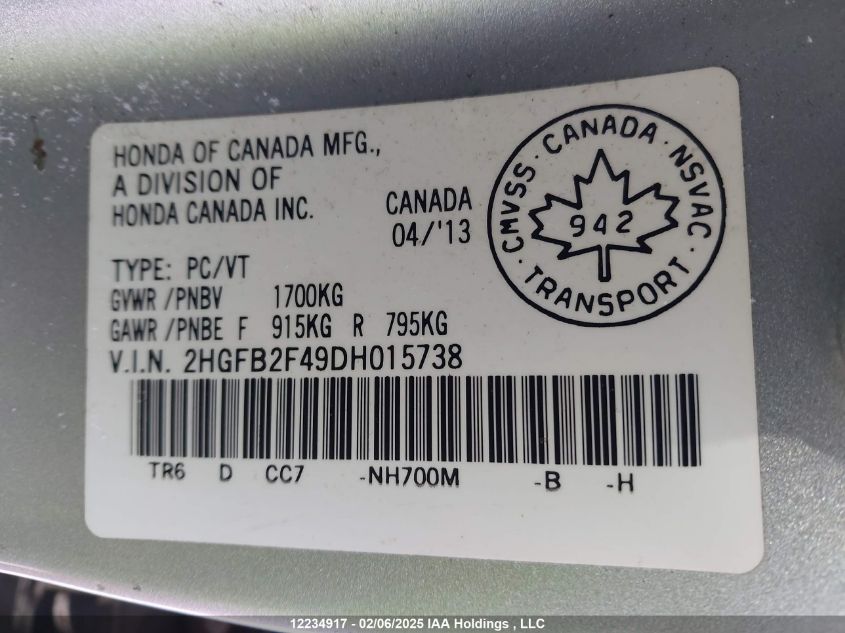 HONDA OF CANADA MFG.,
A DIVISION OF
HONDA CANADA INC.
CANADA
04/'13
TYPE: PC/VT
GVWR /PNBV 1700KG
GAWR /PNBE F 915KG R 795KG
V.I.N. 2HGFB2F49DH015738
TR6 D CC7 -NH700M -B -H
CMVSS · CANADA · NSVAC
942
· TRANSPORT ·
12234917 - 02/06/2025 IAA Holdings , LLC